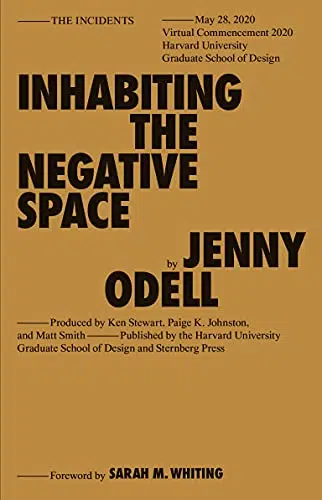 ——THE INCIDENTS ——May 28, 2020
Virtual Commencement 2020
Harvard University
Graduate School of Design
INHABITING
THE
NEGATIVE
SPACE
by JENNY
ODELL
——Produced by Ken Stewart, Paige K. Johnston,
and Matt Smith——Published by the Harvard University
Graduate School of Design and Sternberg Press
——Foreword by SARAH M. WHITING